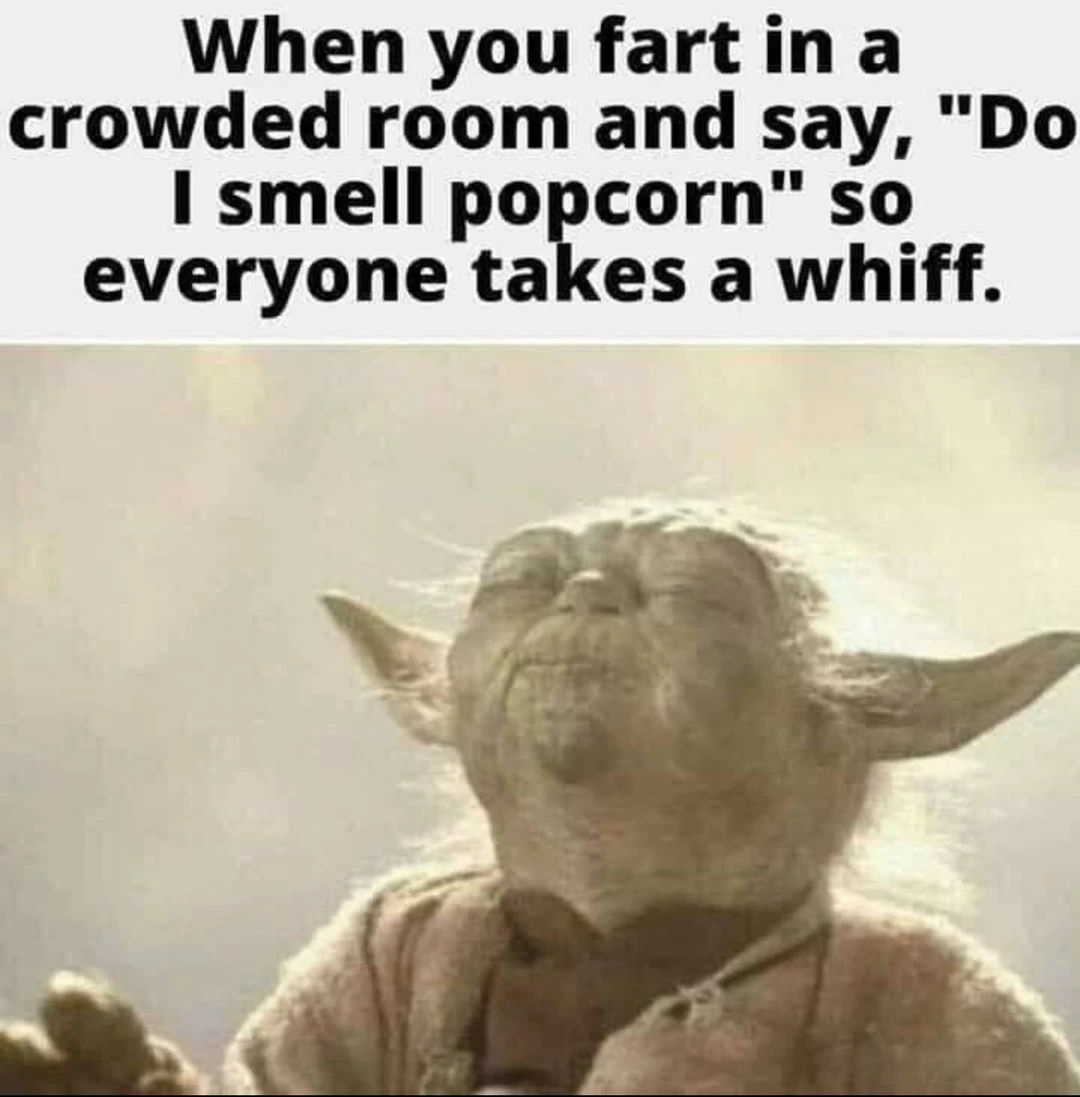 When you fart in a
crowded room and say, "Do
I smell popcorn" so
everyone takes a whiff.